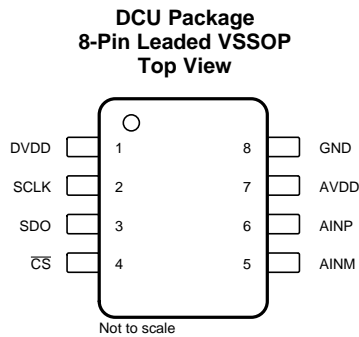 DCU Package
8-Pin Leaded VSSOP
Top View
DVDD 1 8 GND
SCLK 2 7 AVDD
SDO 3 6 AINP
C̅S̅ 4 5 AINM
Not to scale